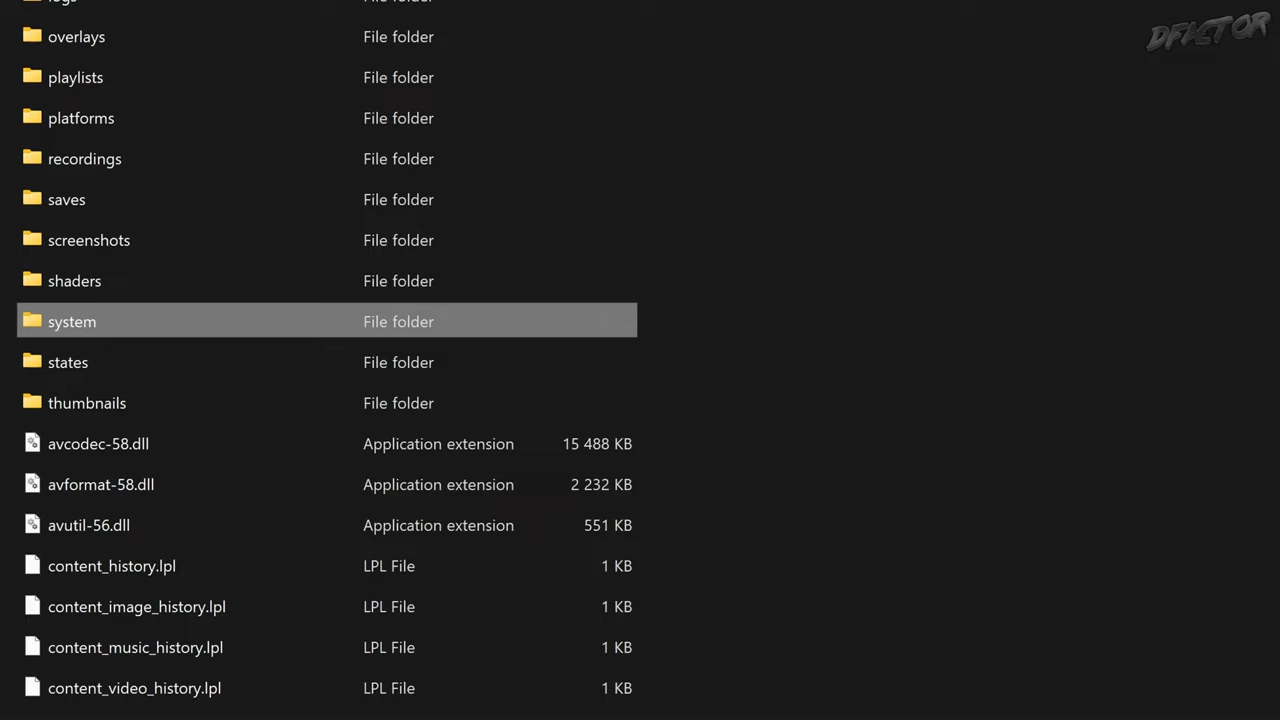 logs File folder
DFACTOR
overlays File folder
playlists File folder
platforms File folder
recordings File folder
saves File folder
screenshots File folder
shaders File folder
system File folder
states File folder
thumbnails File folder
avcodec-58.dll Application extension 15 488 KB
avformat-58.dll Application extension 2 232 KB
avutil-56.dll Application extension 551 KB
content_history.lpl LPL File 1 KB
content_image_history.lpl LPL File 1 KB
content_music_history.lpl LPL File 1 KB
content_video_history.lpl LPL File 1 KB